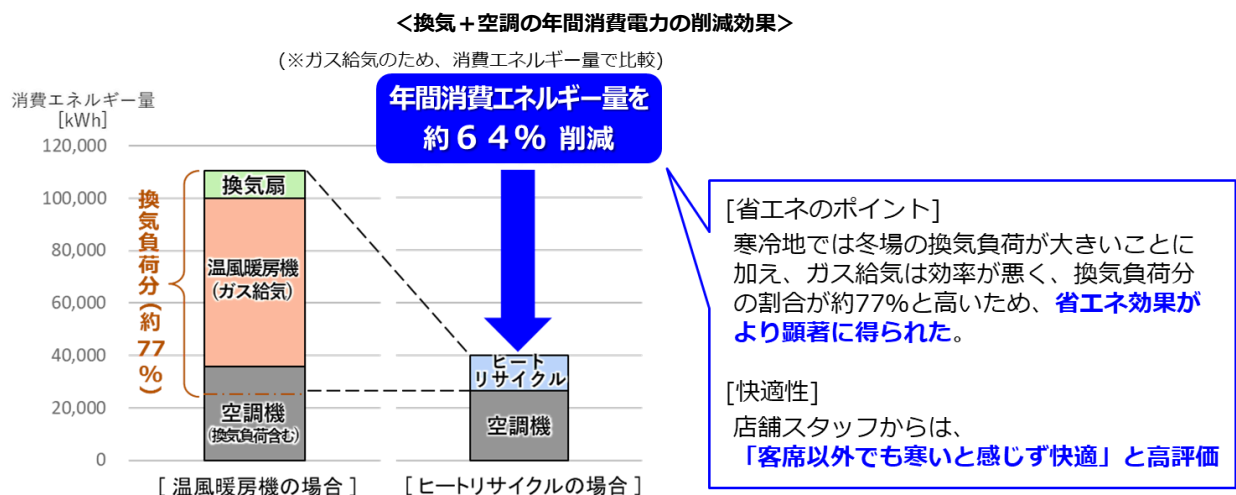 ＜換気＋空調の年間消費電力の削減効果＞
(※ガス給気のため、消費エネルギー量で比較)
年間消費エネルギー量を
約６４％ 削減
消費エネルギー量
[kWh]
120,000
100,000
80,000
60,000
40,000
20,000
0
換気負荷分(約77％)
換気扇
温風暖房機
(ガス給気)
空調機
(換気負荷含む)
ヒート
リサイクル
空調機
[ 温風暖房機の場合 ]
[ ヒートリサイクルの場合 ]
[省エネのポイント]
寒冷地では冬場の換気負荷が大きいことに
加え、ガス給気は効率が悪く、換気負荷分
の割合が約77％と高いため、省エネ効果が
より顕著に得られた。
[快適性]
店舗スタッフからは、
「客席以外でも寒いと感じず快適」と高評価